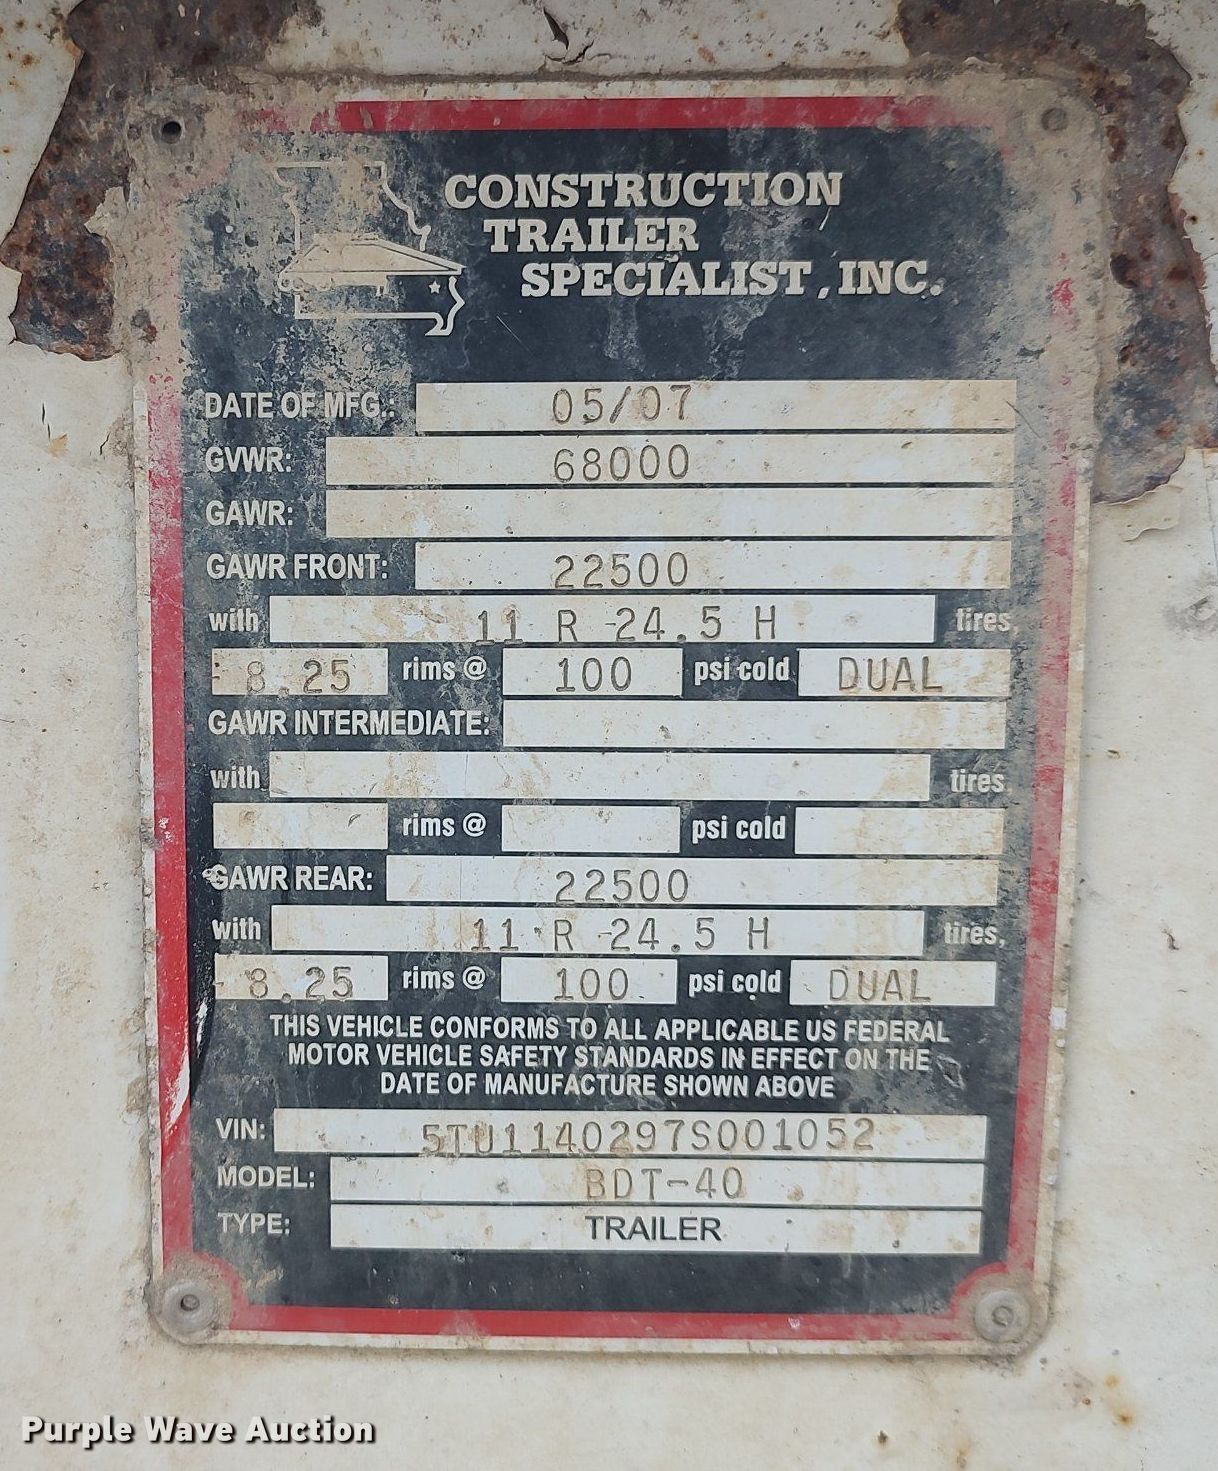 CONSTRUCTION
TRAILER
SPECIALIST, INC.
DATE OF MFG.: 05/07
GVWR: 68000
GAWR:
GAWR FRONT: 22500
with 11 R 24.5 H tires,
8.25 rims @ 100 psi cold DUAL
GAWR INTERMEDIATE:
with tires,
rims @ psi cold
GAWR REAR: 22500
with 11 R 24.5 H tires,
8.25 rims @ 100 psi cold DUAL
THIS VEHICLE CONFORMS TO ALL APPLICABLE US FEDERAL
MOTOR VEHICLE SAFETY STANDARDS IN EFFECT ON THE
DATE OF MANUFACTURE SHOWN ABOVE
VIN: 5TU1140297S001052
MODEL: BDT-40
TYPE: TRAILER
Purple Wave Auction